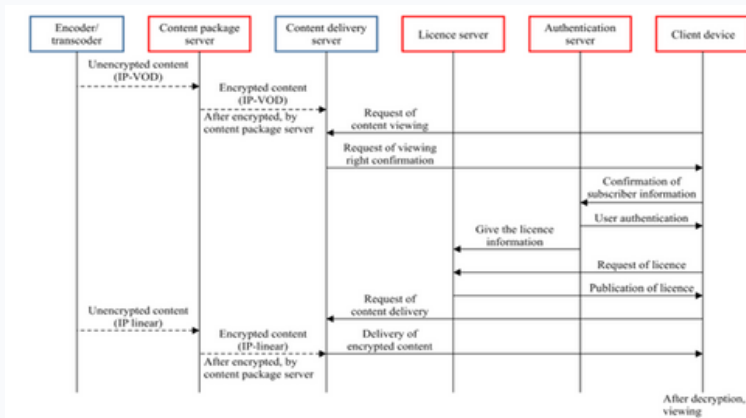 Encoder/
transcoder
Content package
server
Content delivery
server
Licence server
Authentication
server
Client device
Unencrypted content
(IP-VOD)
Encrypted content
(IP-VOD)
After encrypted, by
content package server
Request of
content viewing
Request of viewing
right confirmation
Confirmation of
subscriber information
User authentication
Give the licence
information
Request of licence
Publication of licence
Unencrypted content
(IP linear)
Request of
content delivery
Encrypted content
(IP-linear)
After encrypted, by
content package server
Delivery of
encrypted content
After decryption,
viewing